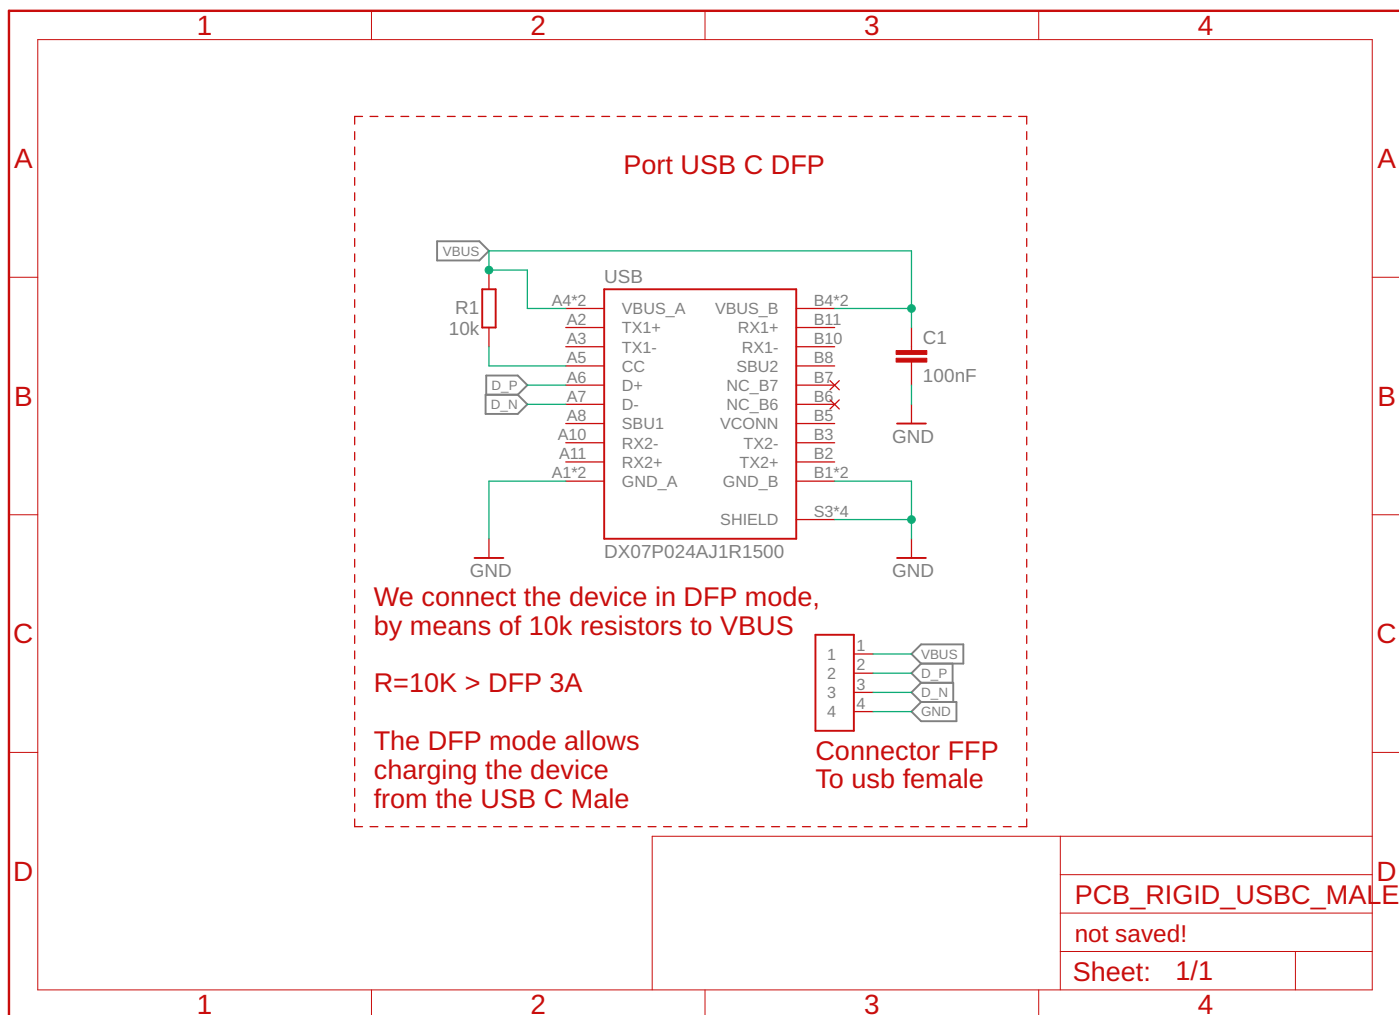 1 2 3 4
A A
Port USB C DFP
VBUS
USB
B B
R1
10k
A4*2 VBUS_A VBUS_B B4*2
A2 TX1+ RX1+ B11
A3 TX1- RX1- B10
A5 CC SBU2 B8
D_P A6 D+ NC_B7 B7
D_N A7 D- NC_B6 B6
A8 SBU1 VCONN B5
A10 RX2- TX2- B3
A11 RX2+ TX2+ B2
A1*2 GND_A GND_B B1*2
SHIELD S3*4
C1
100nF
GND
DX07P024AJ1R1500
GND GND
We connect the device in DFP mode,
by means of 10k resistors to VBUS
C C
R=10K > DFP 3A
The DFP mode allows
charging the device
from the USB C Male
1 1 VBUS
2 2 D_P
3 3 D_N
4 4 GND
Connector FFP
To usb female
D D
PCB_RIGID_USBC_MALE
not saved!
Sheet: 1/1
1 2 3 4